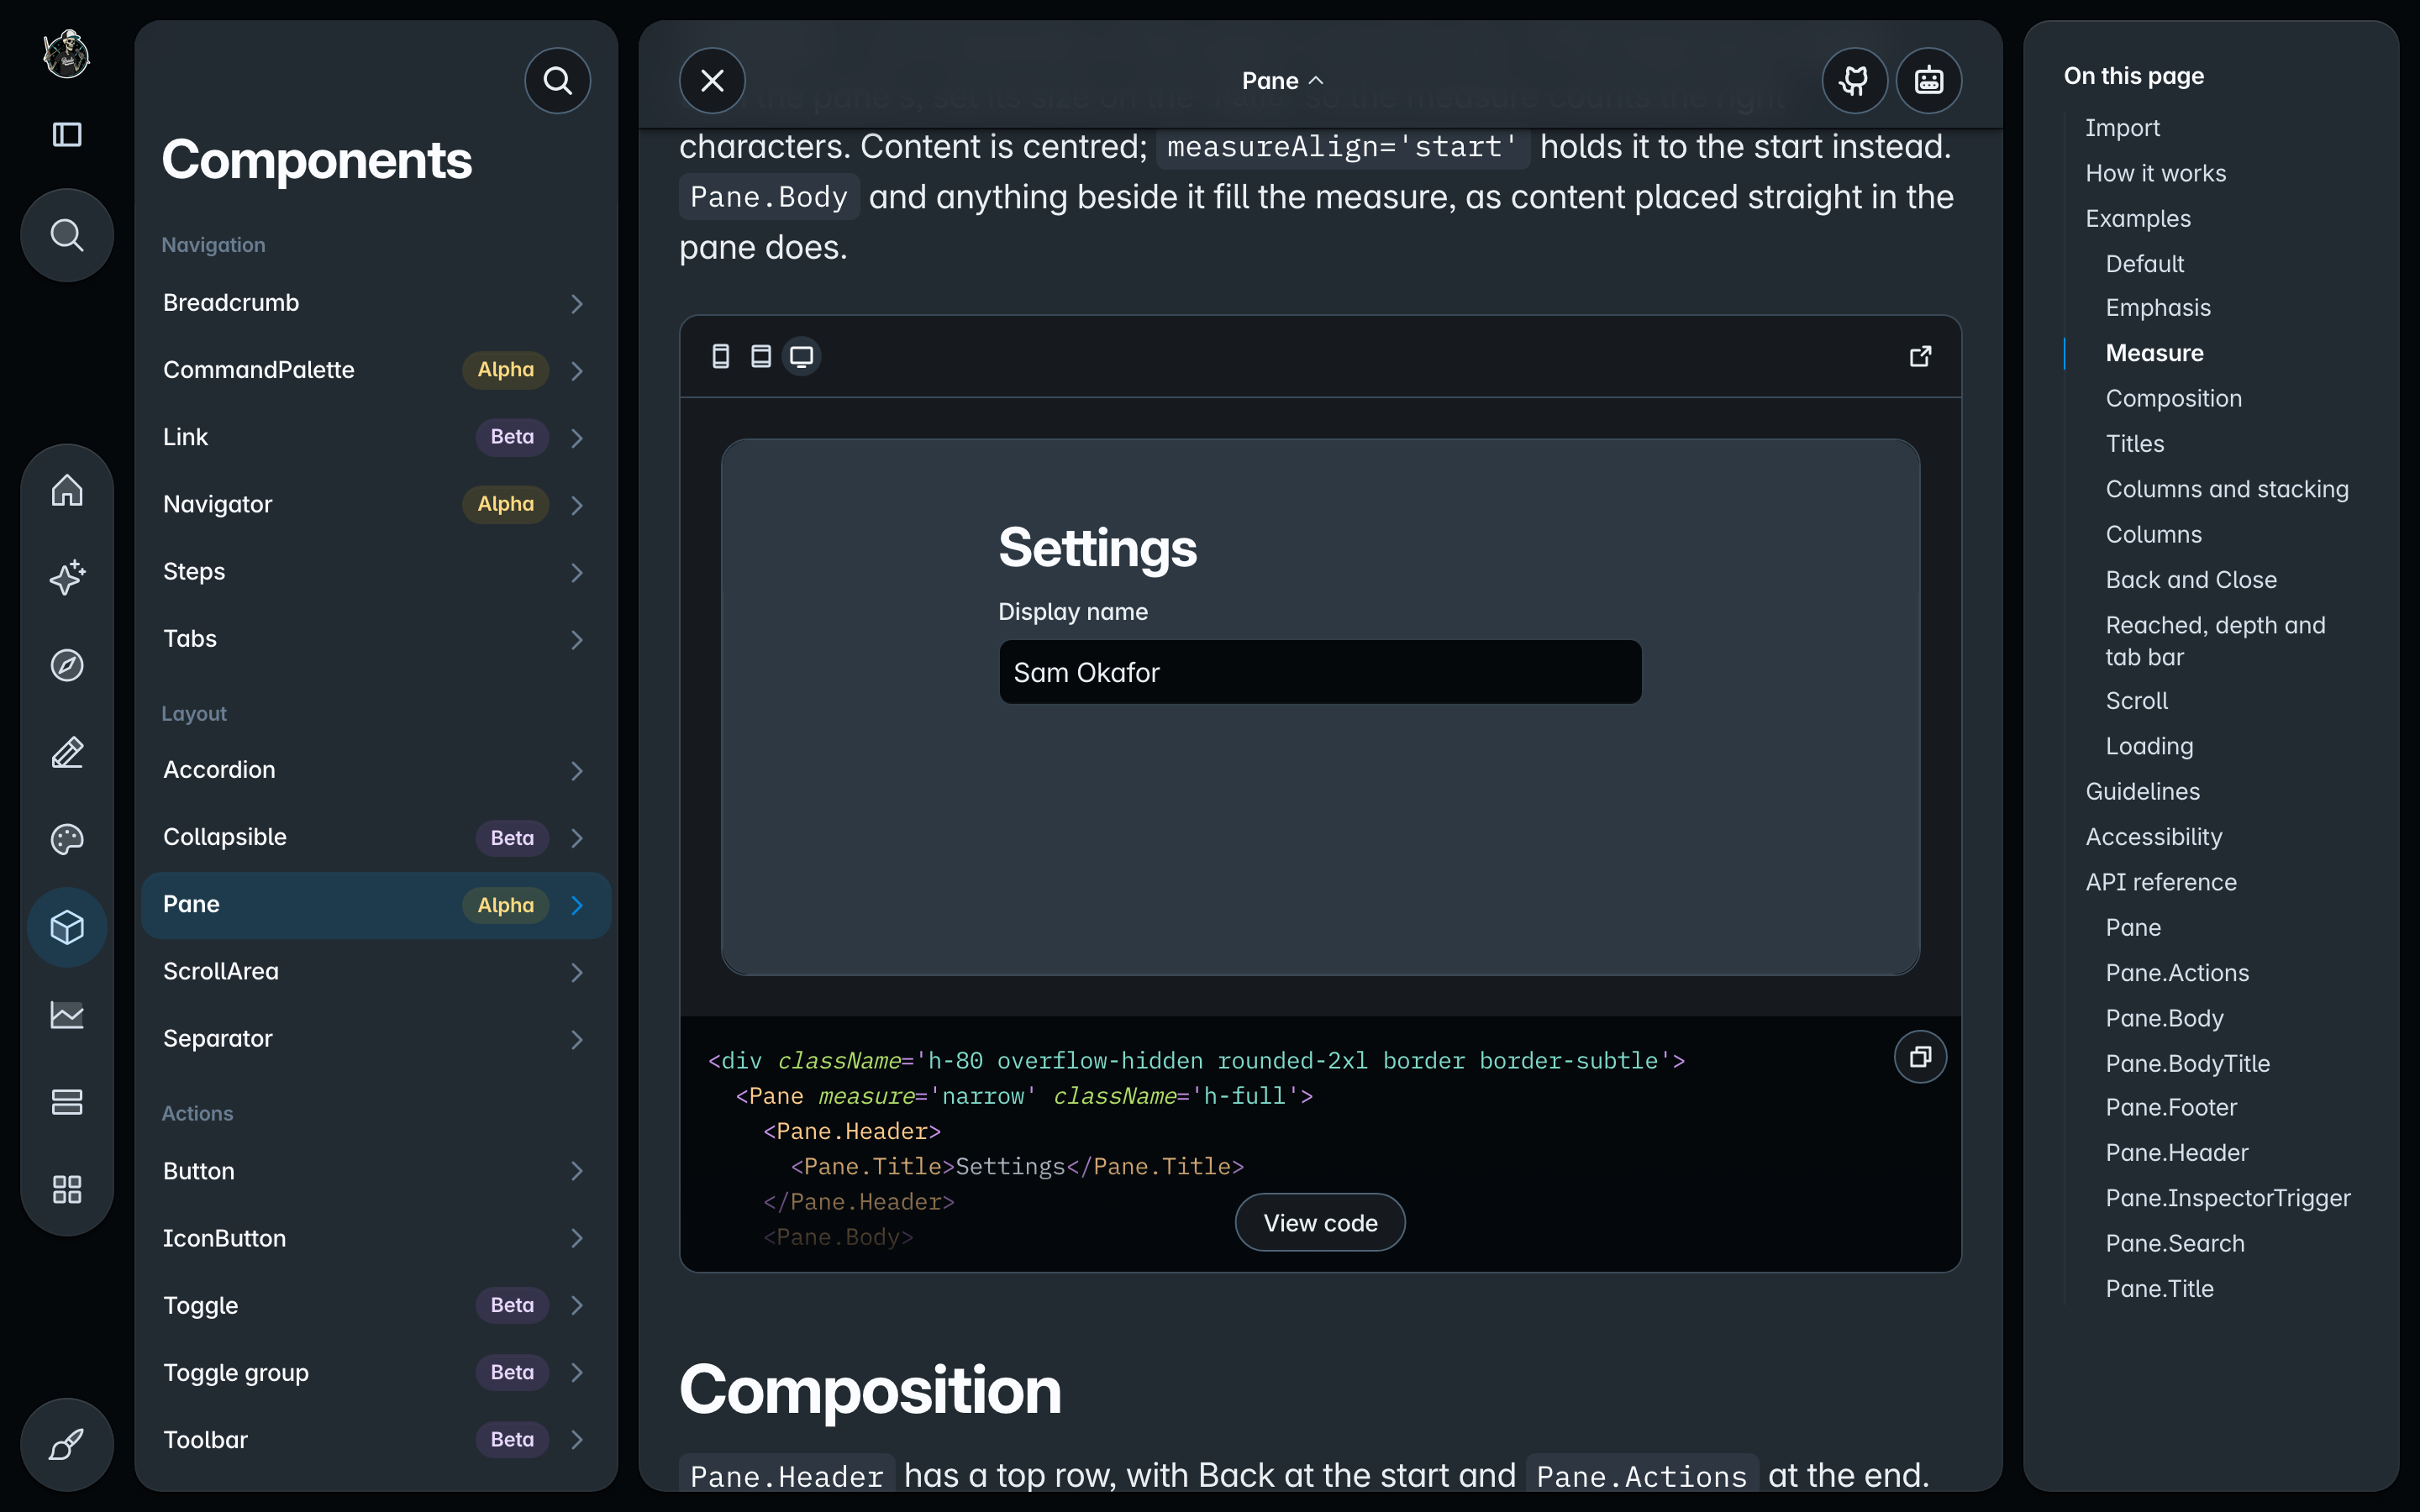 Components
Navigation
Breadcrumb
CommandPalette Alpha
Link Beta
Navigator Alpha
Steps
Tabs
Layout
Accordion
Collapsible Beta
Pane Alpha
ScrollArea
Separator
Actions
Button
IconButton
Toggle Beta
Toggle group Beta
Toolbar Beta
Pane
characters. Content is centred; measureAlign='start' holds it to the start instead.
Pane.Body and anything beside it fill the measure, as content placed straight in the
pane does.
Settings
Display name
Sam Okafor
<div className='h-80 overflow-hidden rounded-2xl border border-subtle'>
<Pane measure='narrow' className='h-full'>
<Pane.Header>
<Pane.Title>Settings</Pane.Title>
</Pane.Header>
<Pane.Body>
View code
Composition
Pane.Header has a top row, with Back at the start and Pane.Actions at the end.
On this page
Import
How it works
Examples
Default
Emphasis
Measure
Composition
Titles
Columns and stacking
Columns
Back and Close
Reached, depth and
tab bar
Scroll
Loading
Guidelines
Accessibility
API reference
Pane
Pane.Actions
Pane.Body
Pane.BodyTitle
Pane.Footer
Pane.Header
Pane.InspectorTrigger
Pane.Search
Pane.Title